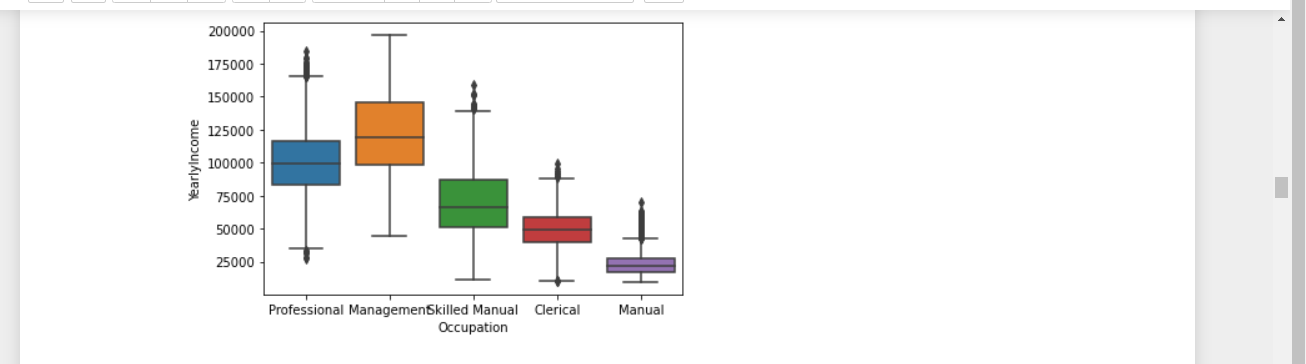 200000
175000
150000
125000
100000
75000
50000
25000
YearlyIncome
Professional Management Skilled Manual Clerical Manual
Occupation